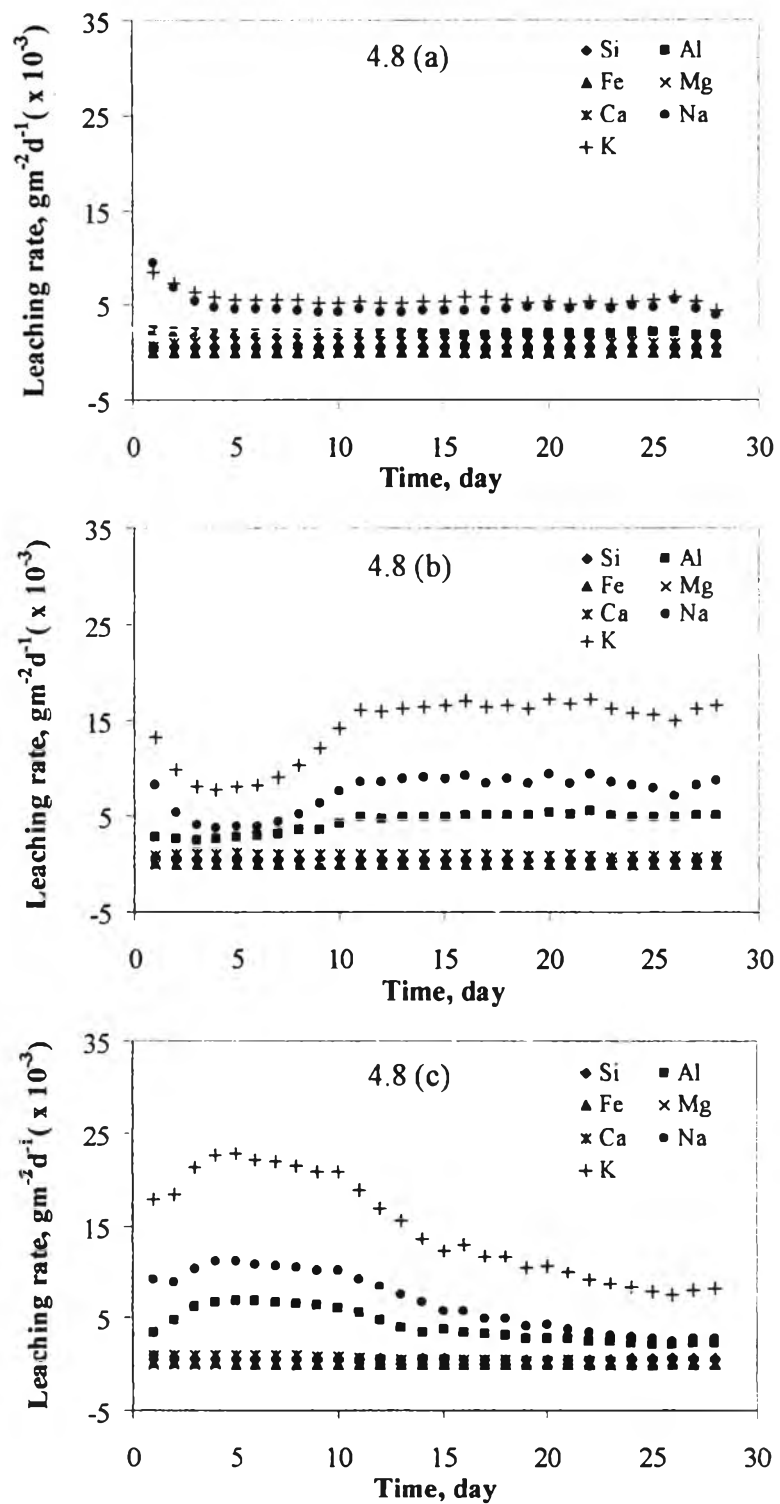 35
4.8 (a)
Si Al
Fe Mg
25
Ca Na
K
15
5
-5
0 5 10 15 20 25 30
Leaching rate, gm⁻²d⁻¹( x 10⁻³)
Time, day
35
4.8 (b)
Si Al
Fe Mg
25
Ca Na
K
15
5
-5
0 5 10 15 20 25 30
Leaching rate, gm⁻²d⁻¹( x 10⁻³)
Time, day
35
4.8 (c)
Si Al
Fe Mg
25
Ca Na
K
15
5
-5
0 5 10 15 20 25 30
Leaching rate, gm⁻²d⁻¹( x 10⁻³)
Time, day